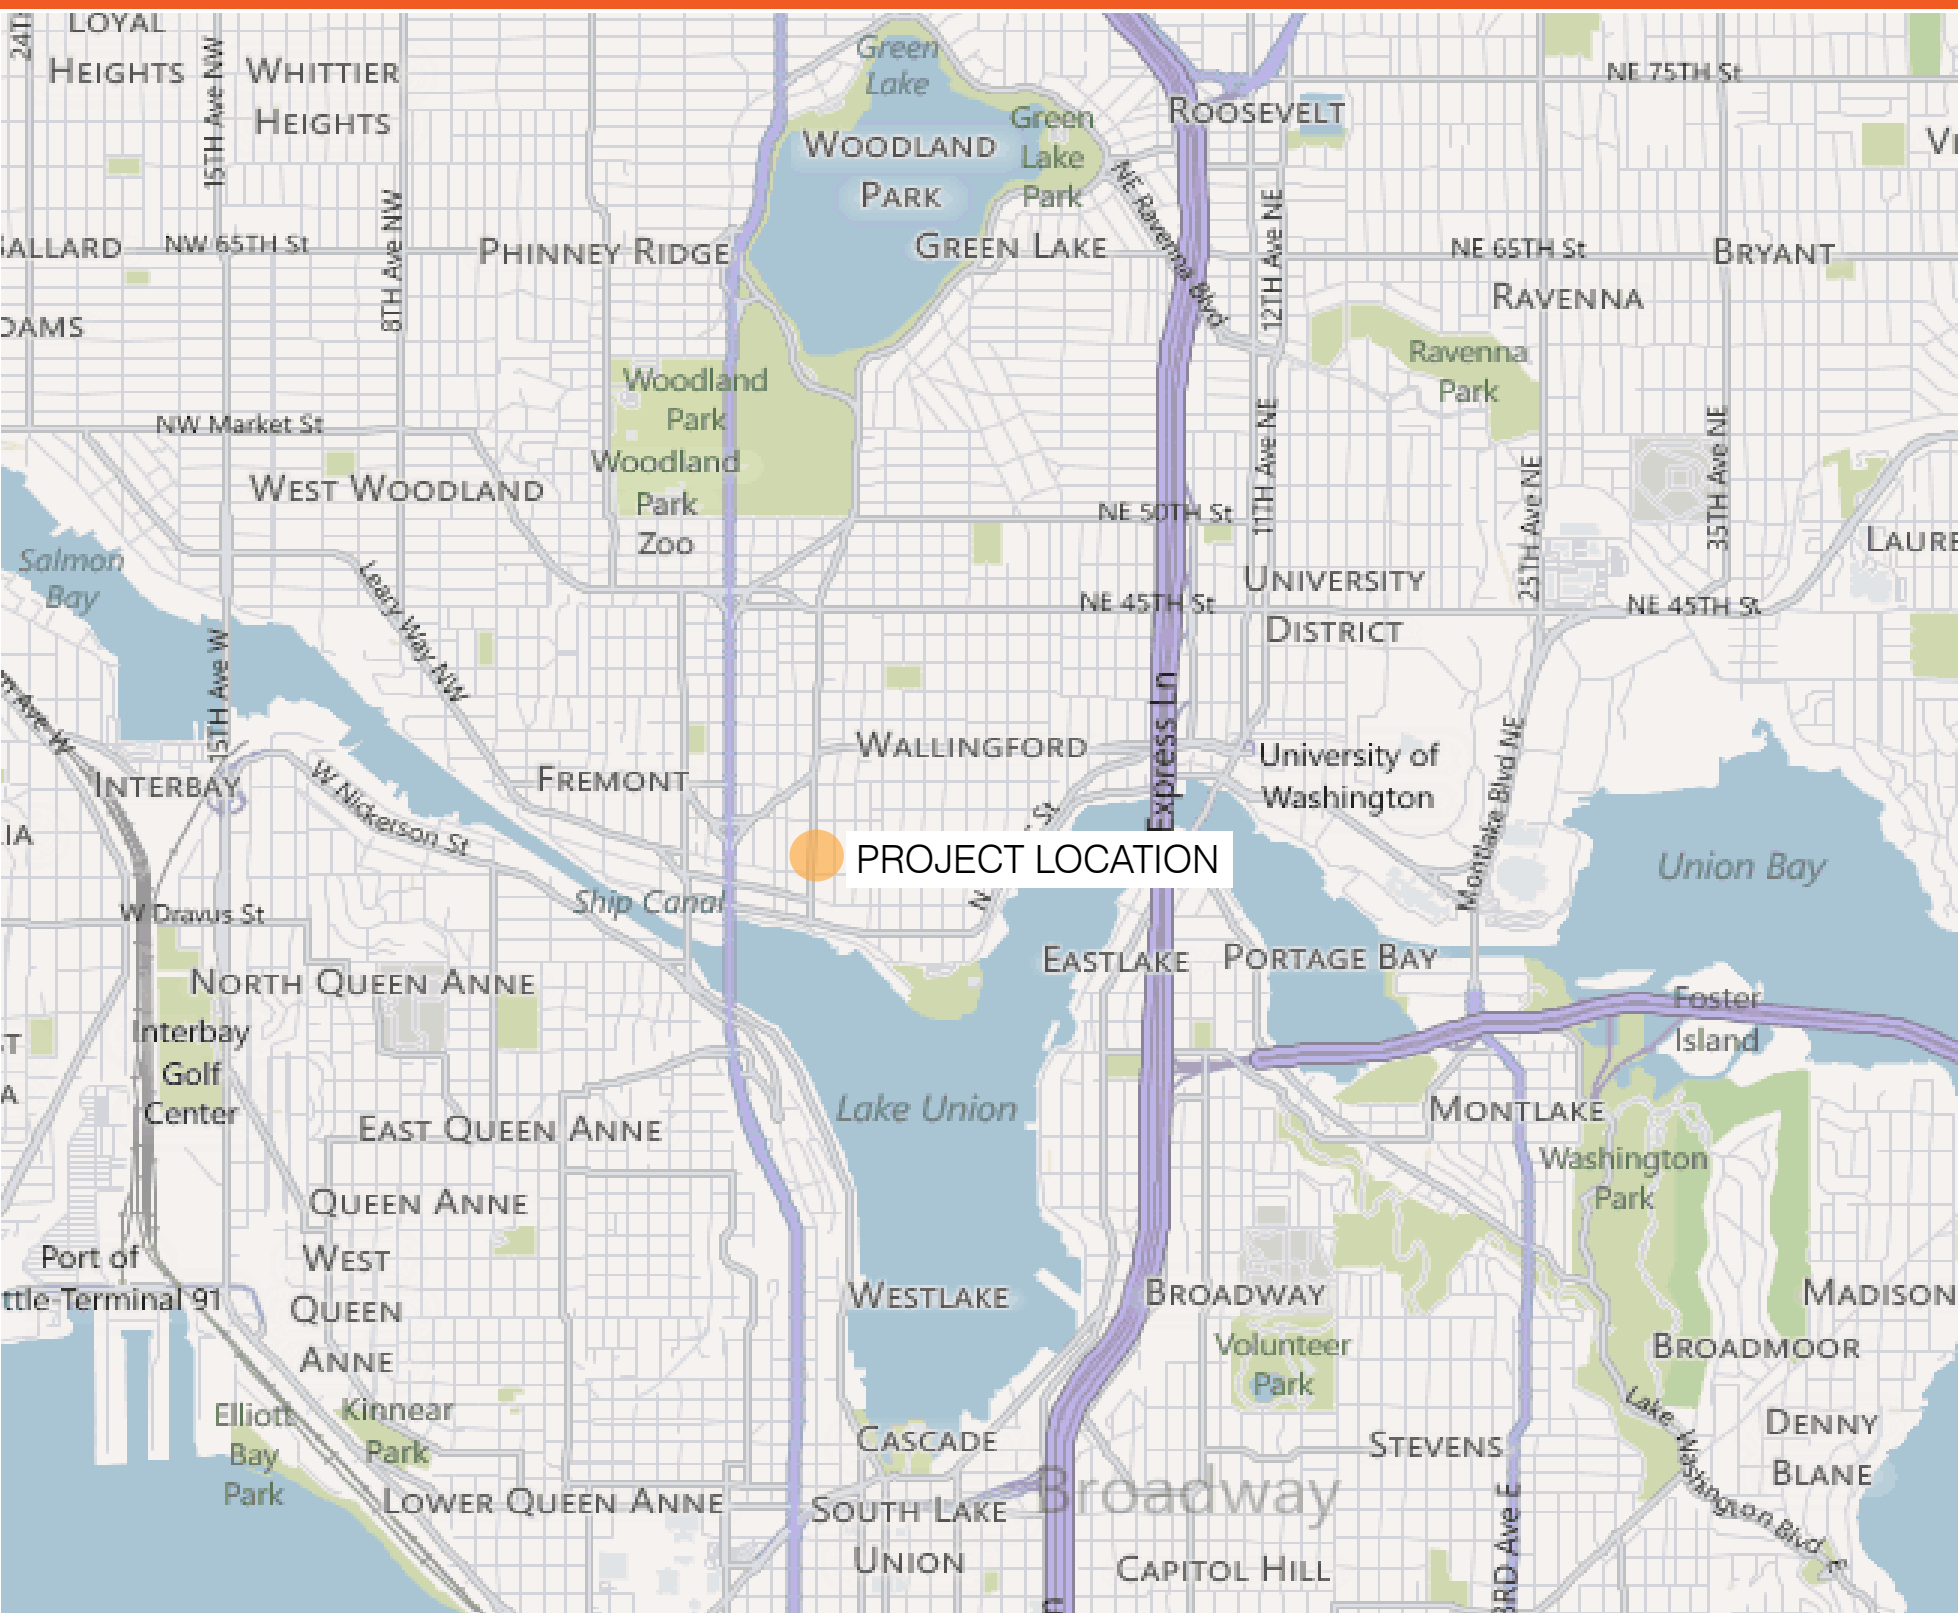 LOYAL
HEIGHTS
WHITTIER
HEIGHTS
15TH Ave NW
Green
Lake
WOODLAND
PARK
Green
Lake
Park
ROOSEVELT
NE 75TH St
NW 65TH St
8TH Ave NW
PHINNEY RIDGE
GREEN LAKE
NE Ravenna Blvd
12TH Ave NE
NE 65TH St
BRYANT
RAVENNA
Ravenna
Park
Woodland
Park
NW Market St
Woodland
Park
Zoo
WEST WOODLAND
NE 50TH St
11TH Ave NE
25TH Ave NE
35TH Ave NE
LAURE
Salmon
Bay
Leary Way NW
NE 45TH St
UNIVERSITY
DISTRICT
NE 45TH St
15TH Ave W
INTERBAY
W Nickerson St
FREMONT
WALLINGFORD
Express Ln
University of
Washington
Montlake Blvd NE
PROJECT LOCATION
Union Bay
Ship Canal
W Dravus St
NORTH QUEEN ANNE
EASTLAKE
PORTAGE BAY
Foster
Island
Interbay
Golf
Center
Lake Union
MONTLAKE
EAST QUEEN ANNE
Washington
Park
QUEEN ANNE
Port of
ttle-Terminal 91
WEST
QUEEN
ANNE
WESTLAKE
BROADWAY
MADISON
Volunteer
Park
BROADMOOR
Elliott
Bay
Park
Kinnear
Park
CASCADE
STEVENS
Lake Washington Blvd E
DENNY
BLANE
LOWER QUEEN ANNE
SOUTH LAKE
UNION
Broadway
CAPITOL HILL
3RD Ave E